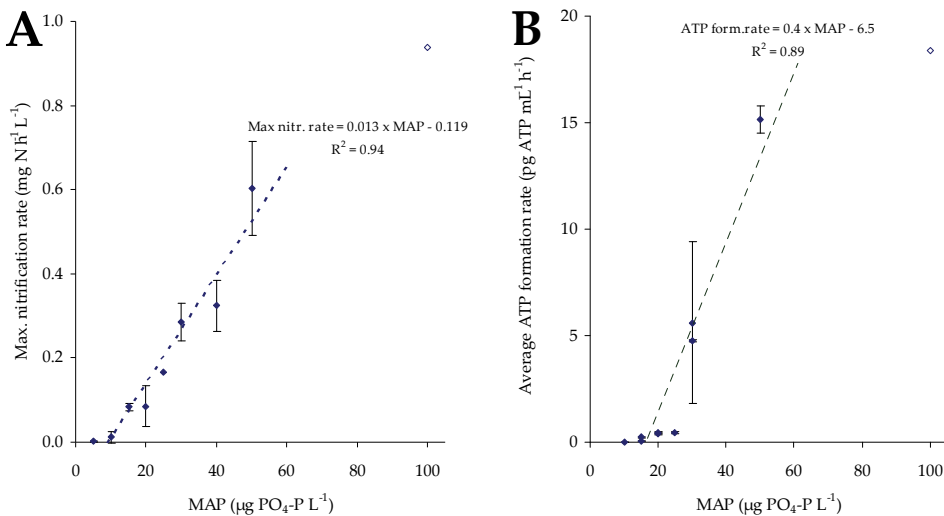 A
Max. nitrification rate (mg N h⁻¹ L⁻¹)
1.0
0.8
0.6
0.4
0.2
0.0
Max nitr. rate = 0.013 x MAP - 0.119
R² = 0.94
0 20 40 60 80 100
MAP (µg PO₄-P L⁻¹)
B
Average ATP formation rate (pg ATP mL⁻¹ h⁻¹)
20
15
10
5
0
ATP form.rate = 0.4 x MAP - 6.5
R² = 0.89
0 20 40 60 80 100
MAP (µg PO₄-P L⁻¹)